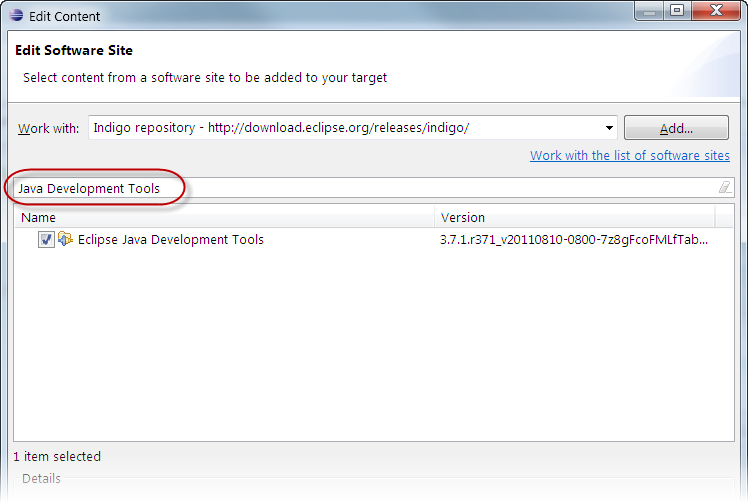 Edit Content
Edit Software Site
Select content from a software site to be added to your target
Work with: Indigo repository - http://download.eclipse.org/releases/indigo/ Add...
Work with the list of software sites
Java Development Tools
Name Version
Eclipse Java Development Tools 3.7.1.r371_v20110810-0800-7z8gFcoFMLfTab...
1 item selected
Details